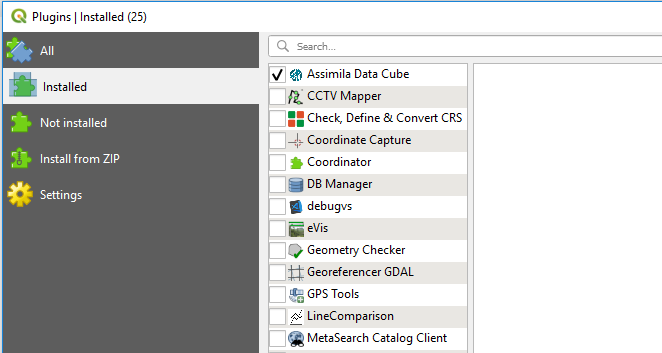 Plugins | Installed (25)
All
Installed
Not installed
Install from ZIP
Settings
Search...
Assimila Data Cube
CCTV Mapper
Check, Define & Convert CRS
Coordinate Capture
Coordinator
DB Manager
debugvs
eVis
Geometry Checker
Georeferencer GDAL
GPS Tools
LineComparison
MetaSearch Catalog Client